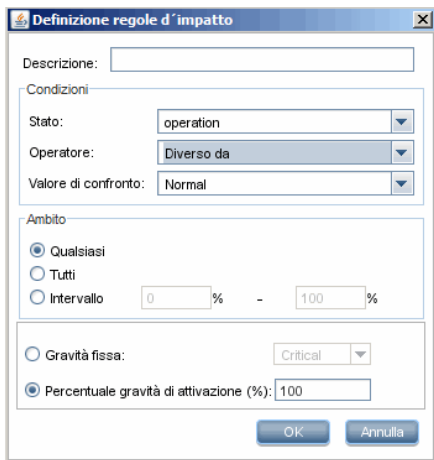 Definizione regole d´impatto
Descrizione:
Condizioni
Stato: operation
Operatore: Diverso da
Valore di confronto: Normal
Ambito
Qualsiasi
Tutti
Intervallo 0 % - 100 %
Gravità fissa: Critical
Percentuale gravità di attivazione (%): 100
OK Annulla